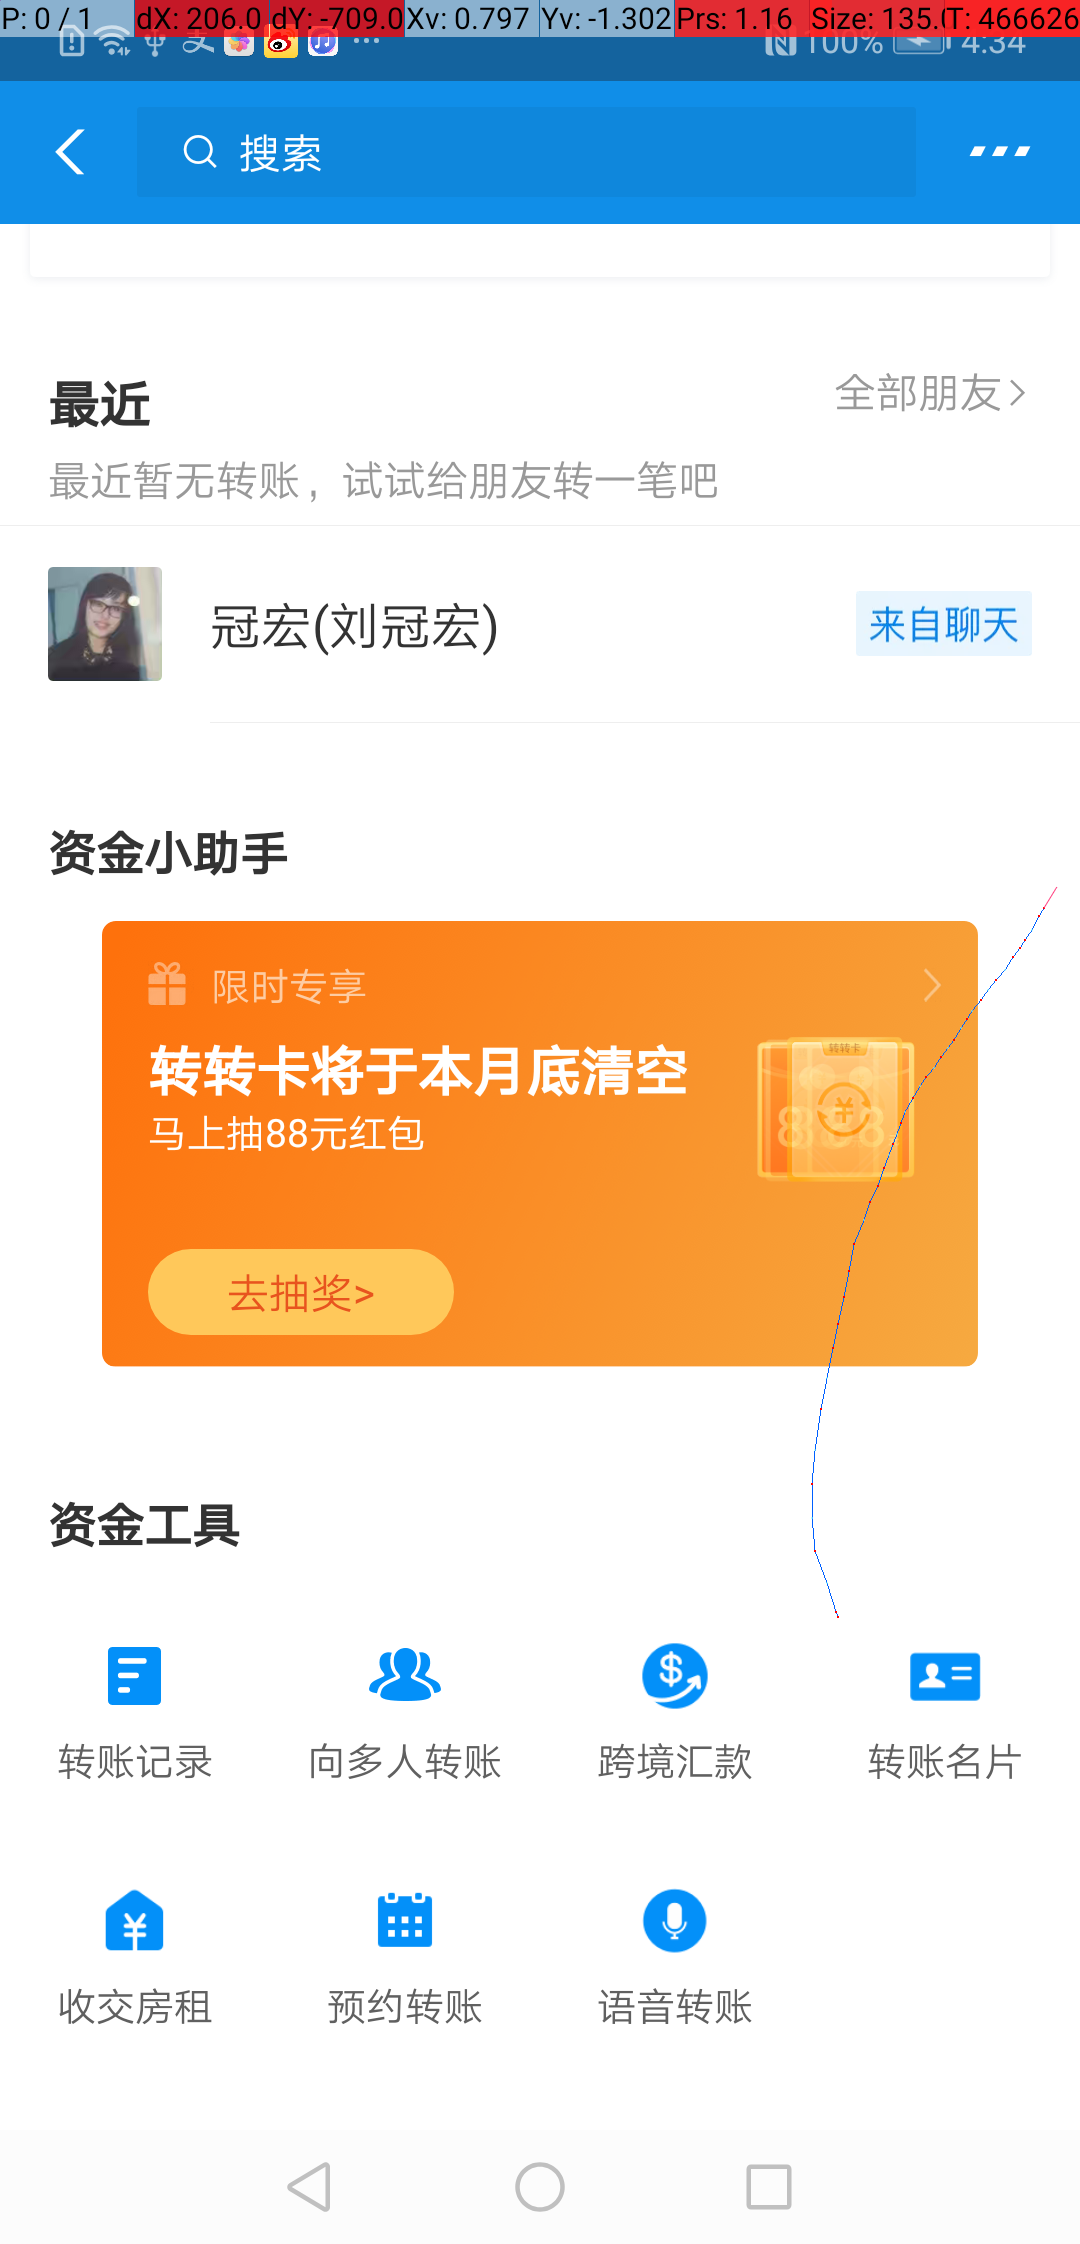 P: 0 / 1 dX: 206.0 dY: -709.0 Xv: 0.797 Yv: -1.302 Prs: 1.16 Size: 135.0 T: 466626
100% 4:34
搜索
最近
全部朋友
最近暂无转账，试试给朋友转一笔吧
冠宏(刘冠宏)
来自聊天
资金小助手
限时专享
转转卡将于本月底清空
马上抽88元红包
转转卡
去抽奖>
资金工具
转账记录 向多人转账 跨境汇款 转账名片
收交房租 预约转账 语音转账